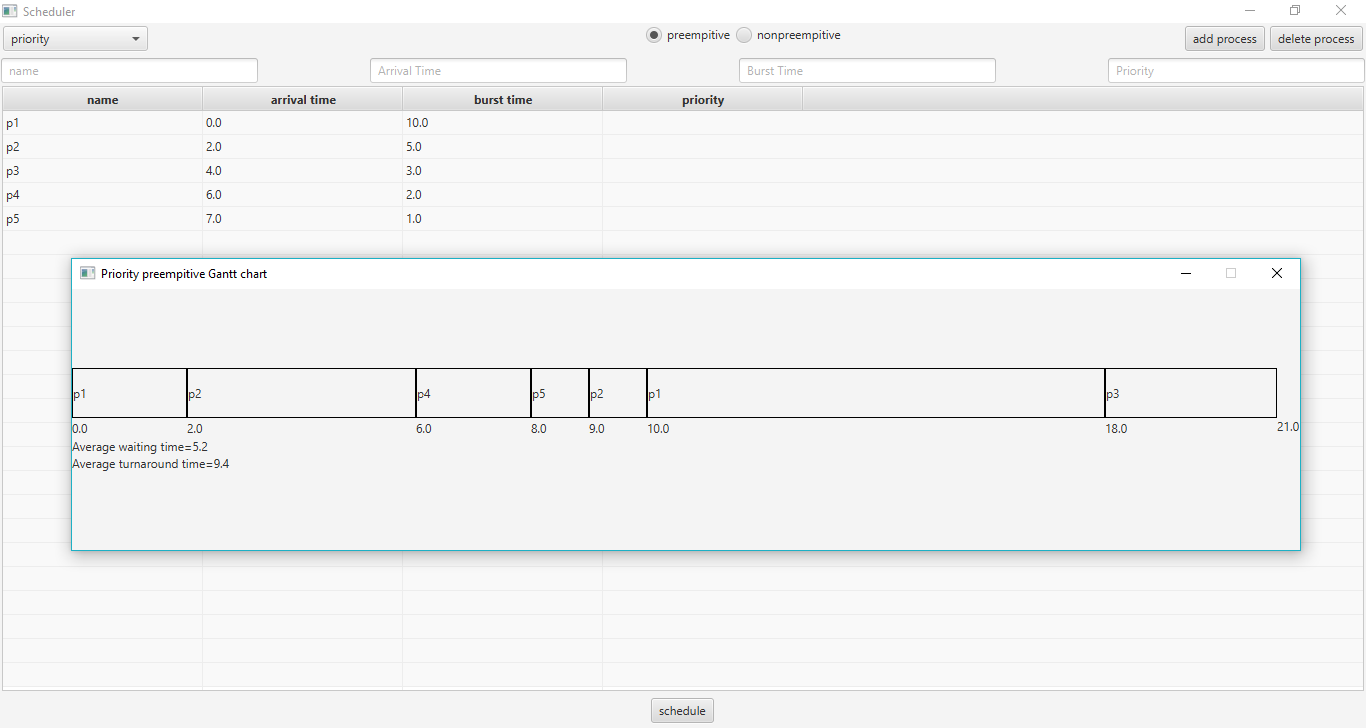 Scheduler
priority preempitive nonpreempitive add process delete process
name Arrival Time Burst Time Priority
name arrival time burst time priority
p1 0.0 10.0
p2 2.0 5.0
p3 4.0 3.0
p4 6.0 2.0
p5 7.0 1.0
Priority preempitive Gantt chart
p1 p2 p4 p5 p2 p1 p3
0.0 2.0 6.0 8.0 9.0 10.0 18.0 21.0
Average waiting time=5.2
Average turnaround time=9.4
schedule